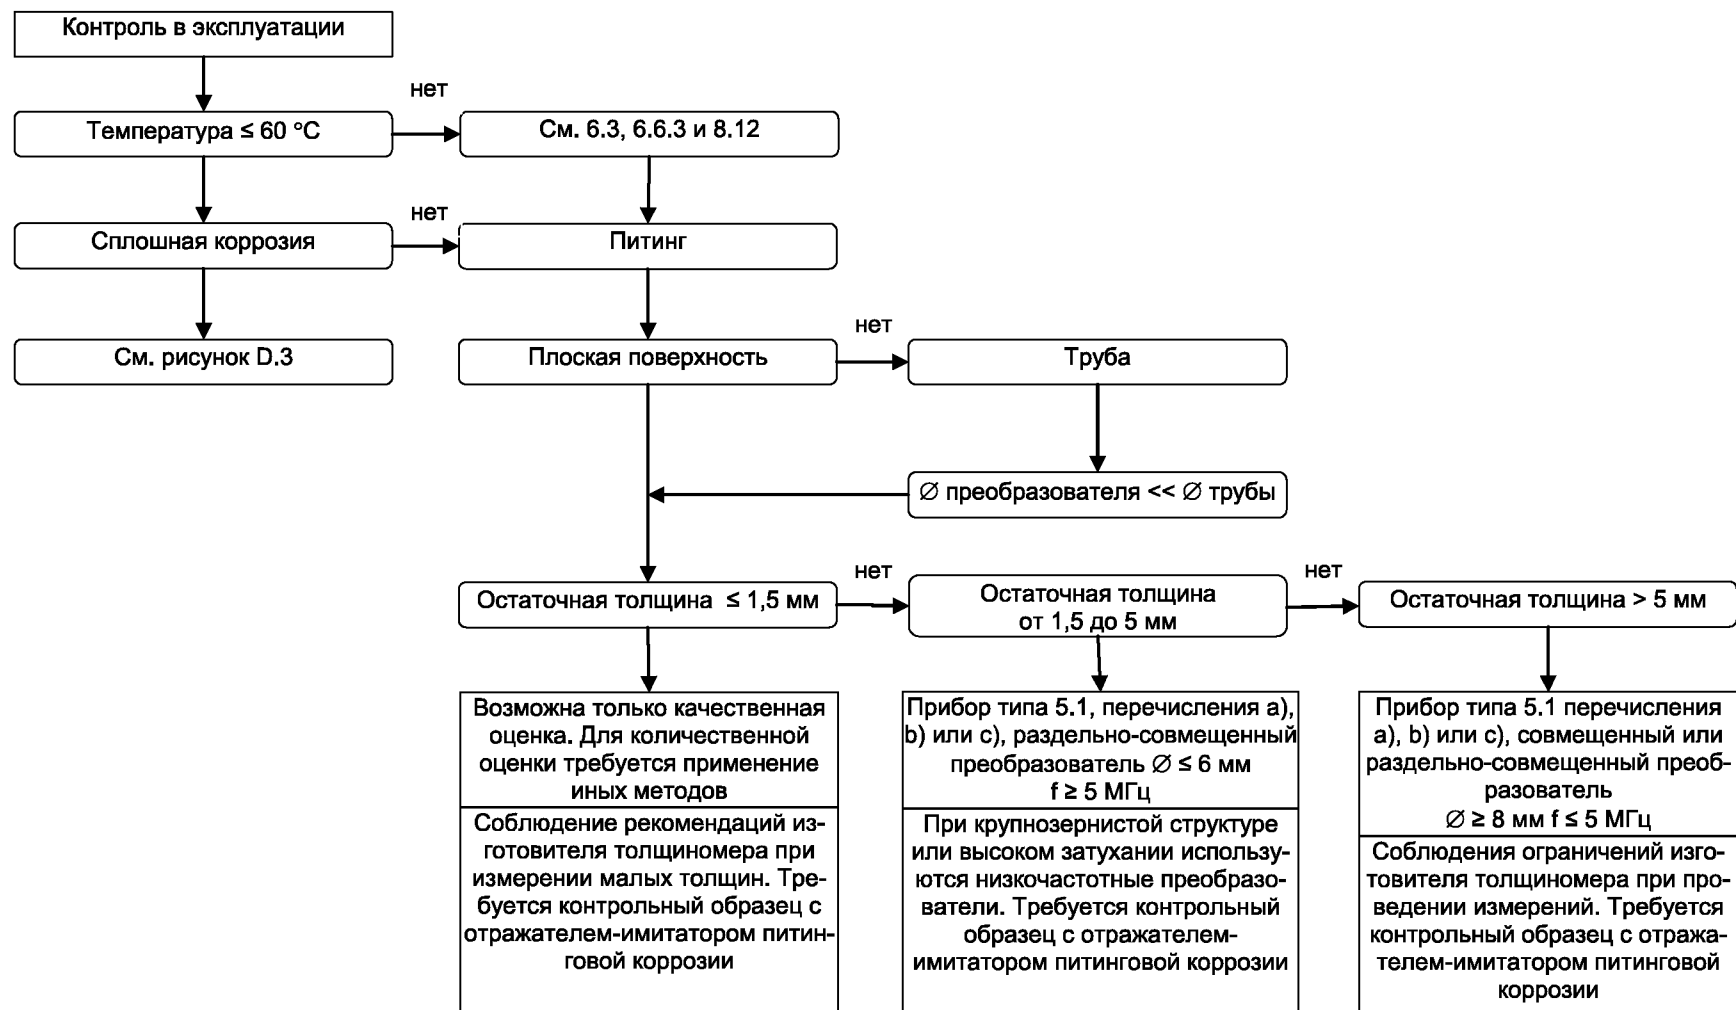 Контроль в эксплуатации
нет
Температура ≤ 60 °С
См. 6.3, 6.6.3 и 8.12
нет
Сплошная коррозия
Питинг
нет
См. рисунок D.3
Плоская поверхность
Труба
∅ преобразователя << ∅ трубы
нет
нет
Остаточная толщина ≤ 1,5 мм
Остаточная толщина
от 1,5 до 5 мм
Остаточная толщина > 5 мм
Возможна только качественная
оценка. Для количественной
оценки требуется применение
иных методов
Соблюдение рекомендаций из-
готовителя толщиномера при
измерении малых толщин. Тре-
буется контрольный образец с
отражателем-имитатором питин-
говой коррозии
Прибор типа 5.1, перечисления a),
b) или c), раздельно-совмещенный
преобразователь ∅ ≤ 6 мм
f ≥ 5 МГц
При крупнозернистой структуре
или высоком затухании использу-
ются низкочастотные преобразо-
ватели. Требуется контрольный
образец с отражателем-
имитатором питинговой коррозии
Прибор типа 5.1 перечисления
a), b) или c), совмещенный или
раздельно-совмещенный преоб-
разователь
∅ ≥ 8 мм f ≤ 5 МГц
Соблюдения ограничений изго-
товителя толщиномера при про-
ведении измерений. Требуется
контрольный образец с отража-
телем-имитатором питинговой
коррозии